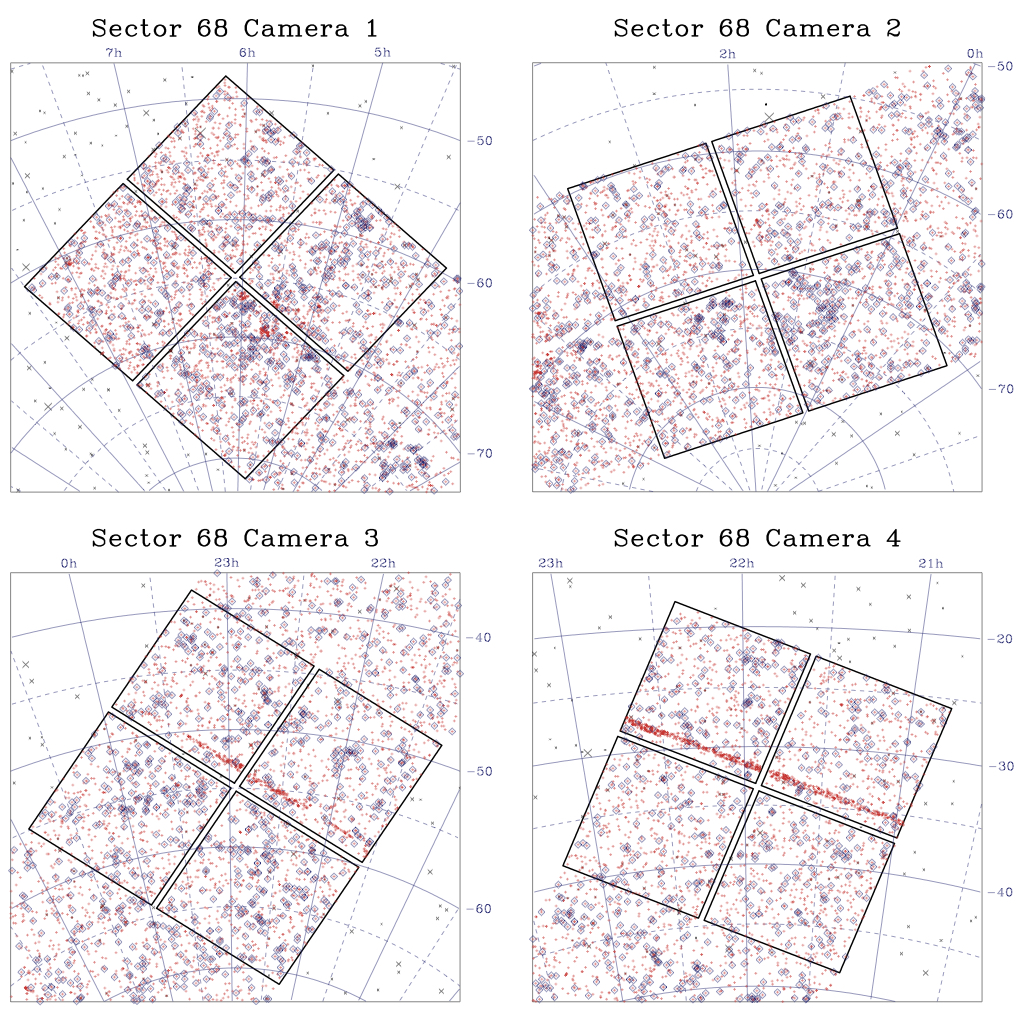 Sector 68 Camera 1
7h 6h 5h
-50
-60
-70
Sector 68 Camera 2
2h 0h
-50
-60
-70
Sector 68 Camera 3
0h 23h 22h
-40
-50
-60
Sector 68 Camera 4
23h 22h 21h
-20
-30
-40